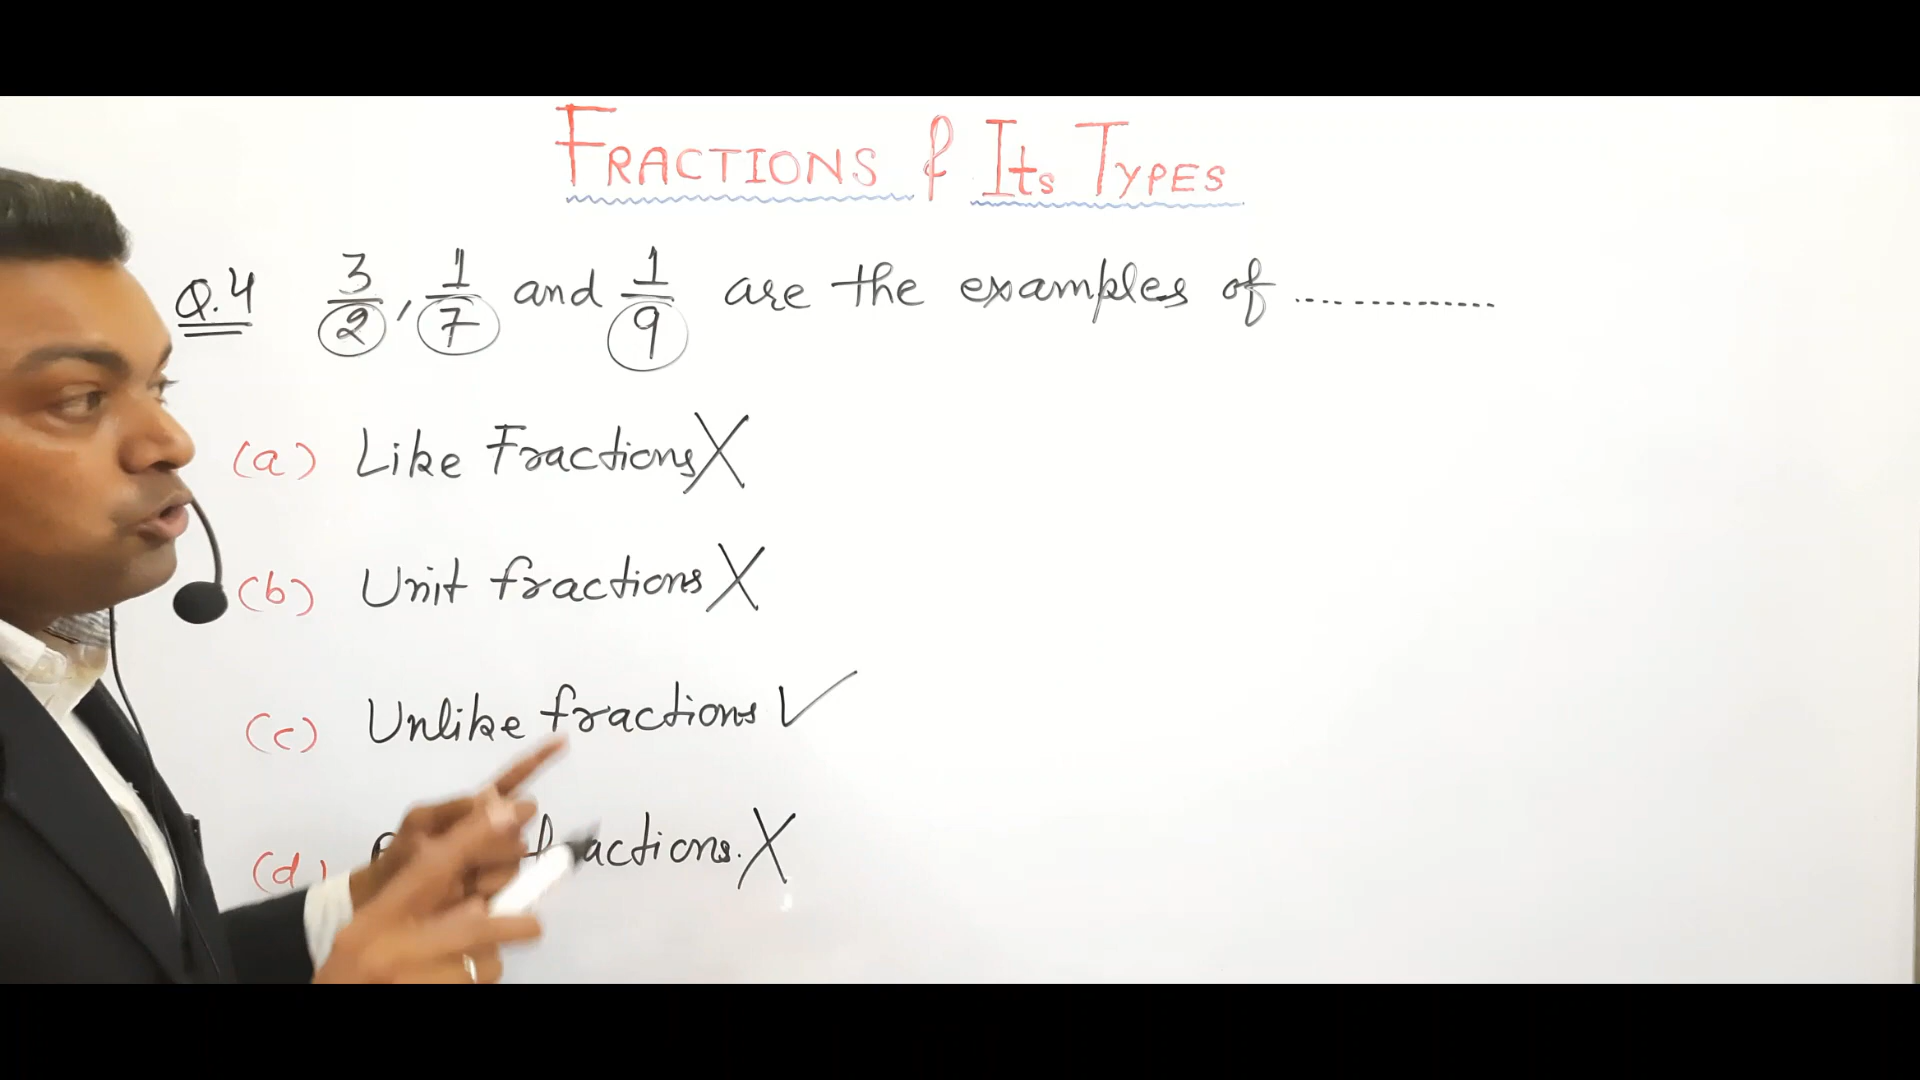 FRACTIONS & Its TYPES
Q.4 3/2, 1/7 and 1/9 are the examples of ..............
(a) Like Fractions X
(b) Unit fractions X
(c) Unlike fractions ✓
(d) X